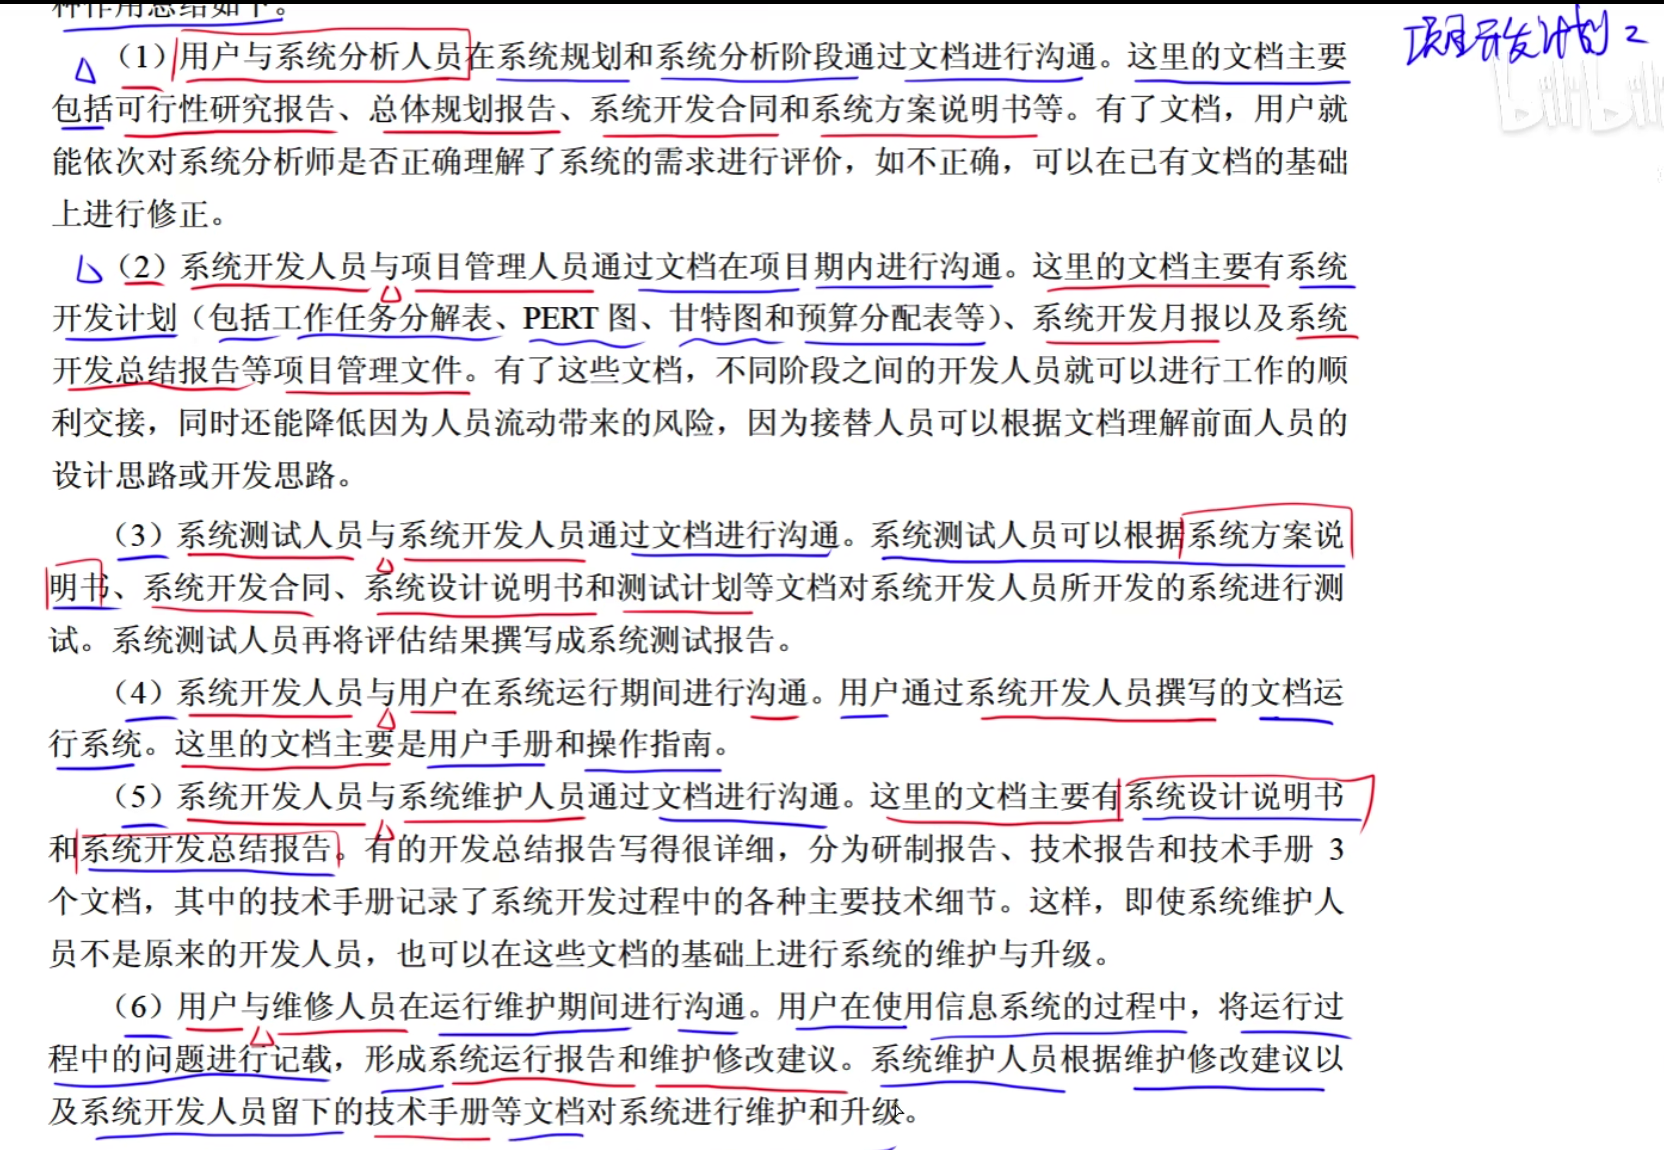 种作用总结如下。
项目开发计划2
(1)用户与系统分析人员在系统规划和系统分析阶段通过文档进行沟通。这里的文档主要
包括可行性研究报告、总体规划报告、系统开发合同和系统方案说明书等。有了文档，用户就
能依次对系统分析师是否正确理解了系统的需求进行评价，如不正确，可以在已有文档的基础
上进行修正。
(2)系统开发人员与项目管理人员通过文档在项目期内进行沟通。这里的文档主要有系统
开发计划（包括工作任务分解表、PERT 图、甘特图和预算分配表等）、系统开发月报以及系统
开发总结报告等项目管理文件。有了这些文档，不同阶段之间的开发人员就可以进行工作的顺
利交接，同时还能降低因为人员流动带来的风险，因为接替人员可以根据文档理解前面人员的
设计思路或开发思路。
（3）系统测试人员与系统开发人员通过文档进行沟通。系统测试人员可以根据系统方案说
明书、系统开发合同、系统设计说明书和测试计划等文档对系统开发人员所开发的系统进行测
试。系统测试人员再将评估结果撰写成系统测试报告。
（4）系统开发人员与用户在系统运行期间进行沟通。用户通过系统开发人员撰写的文档运
行系统。这里的文档主要是用户手册和操作指南。
（5）系统开发人员与系统维护人员通过文档进行沟通。这里的文档主要有系统设计说明书
和系统开发总结报告。有的开发总结报告写得很详细，分为研制报告、技术报告和技术手册 3
个文档，其中的技术手册记录了系统开发过程中的各种主要技术细节。这样，即使系统维护人
员不是原来的开发人员，也可以在这些文档的基础上进行系统的维护与升级。
（6）用户与维修人员在运行维护期间进行沟通。用户在使用信息系统的过程中，将运行过
程中的问题进行记载，形成系统运行报告和维护修改建议。系统维护人员根据维护修改建议以
及系统开发人员留下的技术手册等文档对系统进行维护和升级。
bilibili